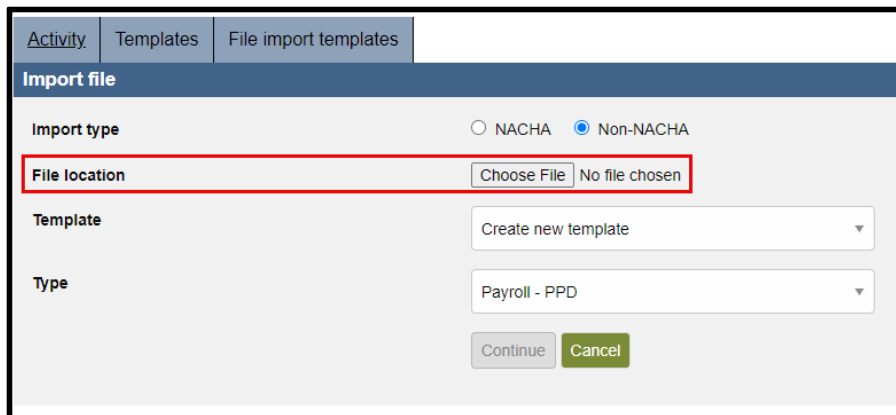 Activity Templates File import templates
Import file
Import type NACHA Non-NACHA
File location Choose File No file chosen
Template Create new template
Type Payroll - PPD
Continue Cancel